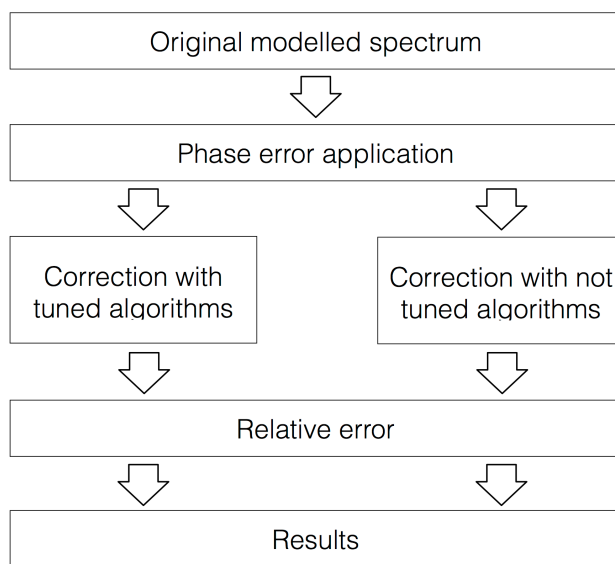 Original modelled spectrum
Phase error application
Correction with
tuned algorithms
Correction with not
tuned algorithms
Relative error
Results